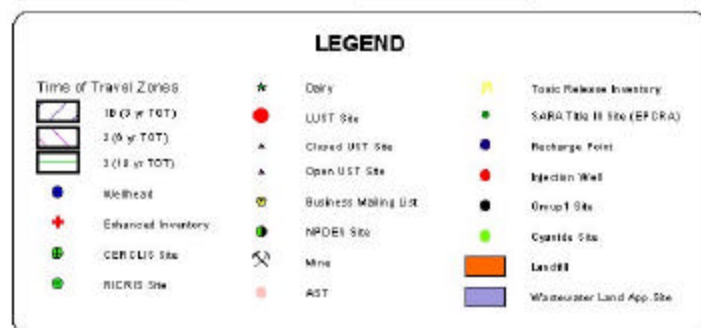 LEGEND
Time of Travel Zones
1B (3 yr TOT)
2 (6 yr TOT)
3 (10 yr TOT)
Wellhead
Enhanced Inventory
CERCLIS Site
RICRIS Site
Dairy
LUST Site
Closed UST Site
Open UST Site
Business Mailing List
NPDES Site
Mine
AST
Toxic Release Inventory
SARA Title III Site (EPCRA)
Recharge Point
Injection Well
Group1 Site
Cyanide Site
Landfill
Wastewater Land App. Site